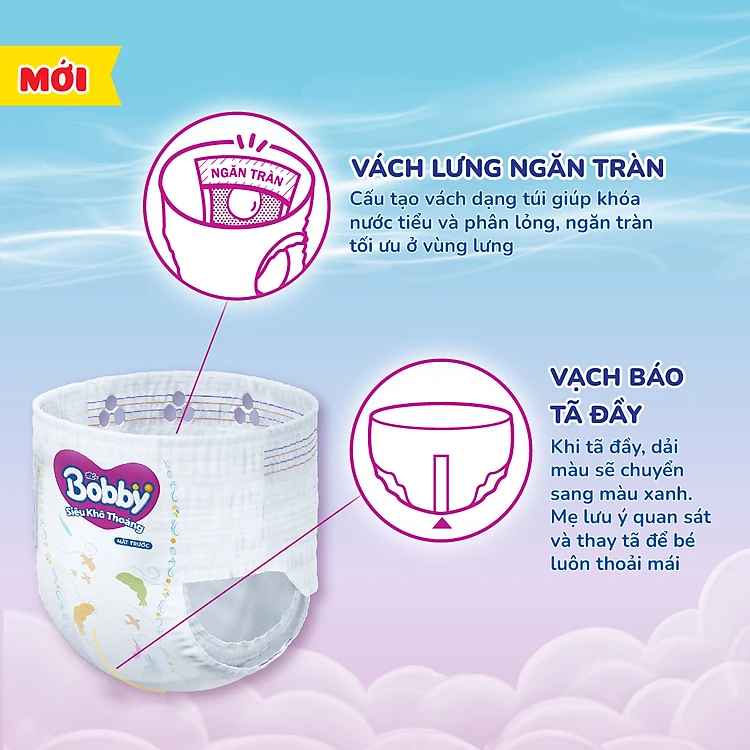 MỚI
NGĂN TRÀN
VÁCH LƯNG NGĂN TRÀN
Cấu tạo vách dạng túi giúp khóa
nước tiểu và phân lỏng, ngăn tràn
tối ưu ở vùng lưng
VẠCH BÁO
TÃ ĐẦY
Khi tã đầy, dải
màu sẽ chuyển
sang màu xanh.
Mẹ lưu ý quan sát
và thay tã để bé
luôn thoải mái
Bobby
Siêu Khô Thoáng
MẶT TRƯỚC